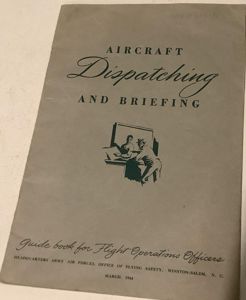 AIRCRAFT
Dispatching
AND BRIEFING
Guide book for Flight Operations Officers
HEADQUARTERS ARMY AIR FORCES, OFFICE OF FLYING SAFETY, WINSTON-SALEM, N. C.
MARCH, 1944